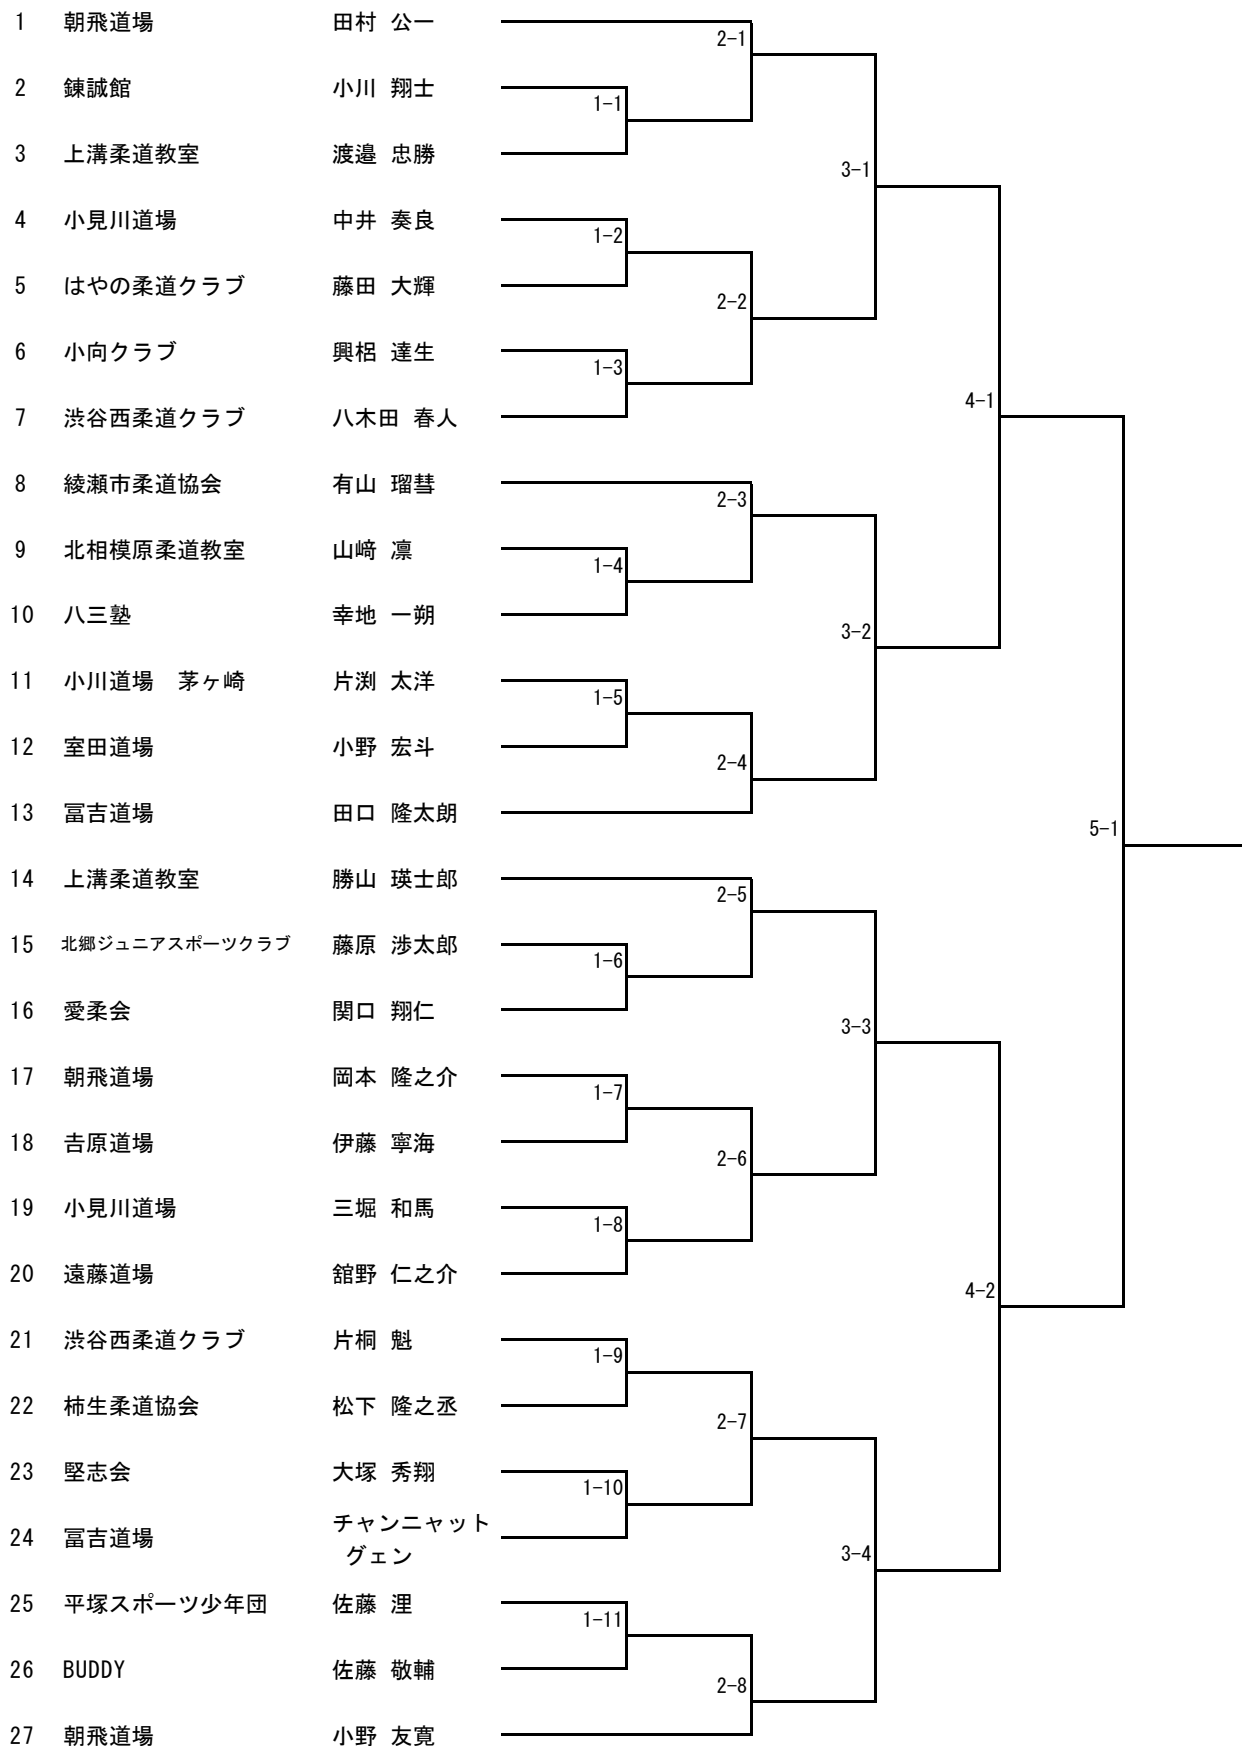 1 朝飛道場 田村 公一
2-1
2 錬誠館 小川 翔士
1-1
3 上溝柔道教室 渡邉 忠勝
3-1
4 小見川道場 中井 奏良
1-2
5 はやの柔道クラブ 藤田 大輝
2-2
6 小向クラブ 興梠 達生
1-3
7 渋谷西柔道クラブ 八木田 春人
4-1
8 綾瀬市柔道協会 有山 瑠彗
2-3
9 北相模原柔道教室 山﨑 凛
1-4
10 八三塾 幸地 一朔
3-2
11 小川道場 茅ヶ崎 片渕 太洋
1-5
12 室田道場 小野 宏斗
2-4
13 冨吉道場 田口 隆太朗
5-1
14 上溝柔道教室 勝山 瑛士郎
2-5
15 北郷ジュニアスポーツクラブ 藤原 渉太郎
1-6
16 愛柔会 関口 翔仁
3-3
17 朝飛道場 岡本 隆之介
1-7
18 𠮷原道場 伊藤 寧海
2-6
19 小見川道場 三堀 和馬
1-8
20 遠藤道場 舘野 仁之介
4-2
21 渋谷西柔道クラブ 片桐 魁
1-9
22 柿生柔道協会 松下 隆之丞
2-7
23 堅志会 大塚 秀翔
1-10
24 冨吉道場 チャンニャット
グェン
3-4
25 平塚スポーツ少年団 佐藤 浬
1-11
26 BUDDY 佐藤 敬輔
2-8
27 朝飛道場 小野 友寛